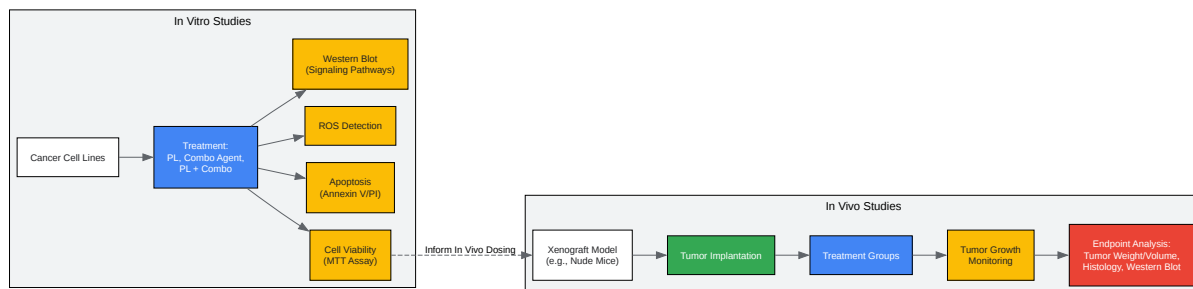 In Vitro Studies
Western Blot
(Signaling Pathways)
ROS Detection
Cancer Cell Lines
Treatment:
PL, Combo Agent,
PL + Combo
Apoptosis
(Annexin V/PI)
Cell Viability
(MTT Assay)
Inform In Vivo Dosing
In Vivo Studies
Xenograft Model
(e.g., Nude Mice)
Tumor Implantation
Treatment Groups
Tumor Growth
Monitoring
Endpoint Analysis:
Tumor Weight/Volume,
Histology, Western Blot